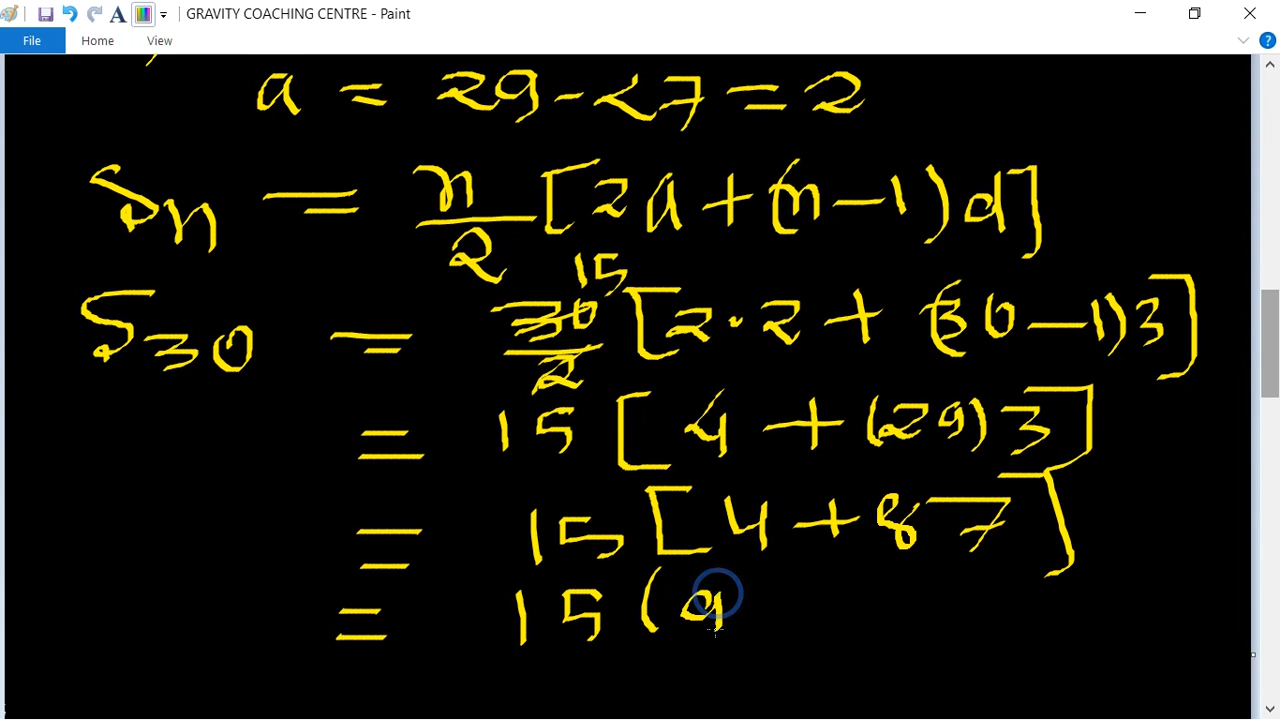 GRAVITY COACHING CENTRE - Paint
File Home View
a = 29 - 27 = 2
Sn = n/2 [2a + (n - 1) d]
15
S30 = 30/2 [2 · 2 + (30 - 1) 3]
= 15 [4 + (29) 3]
= 15 [4 + 87]
= 15 (9